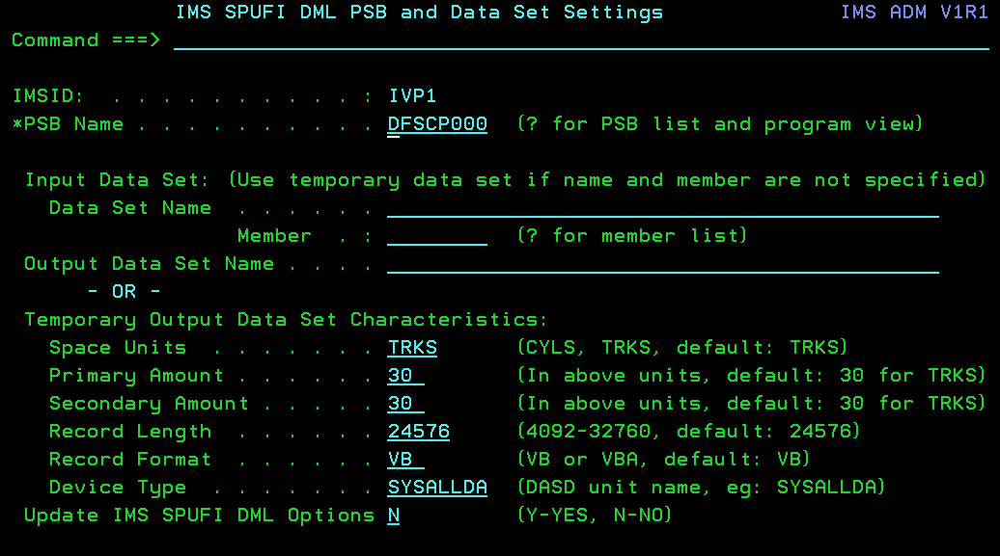 IMS SPUFI DML PSB and Data Set Settings IMS ADM V1R1
Command ===>
IMSID: . . . . . . . . . . . : IVP1
*PSB Name . . . . . . . . . . DFSCP000 (? for PSB list and program view)
Input Data Set: (Use temporary data set if name and member are not specified)
Data Set Name . . . . . .
Member . : (? for member list)
Output Data Set Name . . . .
- OR -
Temporary Output Data Set Characteristics:
Space Units . . . . . . . TRKS (CYLS, TRKS, default: TRKS)
Primary Amount . . . . . . 30 (In above units, default: 30 for TRKS)
Secondary Amount . . . . . 30 (In above units, default: 30 for TRKS)
Record Length . . . . . . 24576 (4092-32760, default: 24576)
Record Format . . . . . . VB (VB or VBA, default: VB)
Device Type . . . . . . . SYSALLDA (DASD unit name, eg: SYSALLDA)
Update IMS SPUFI DML Options N (Y-YES, N-NO)